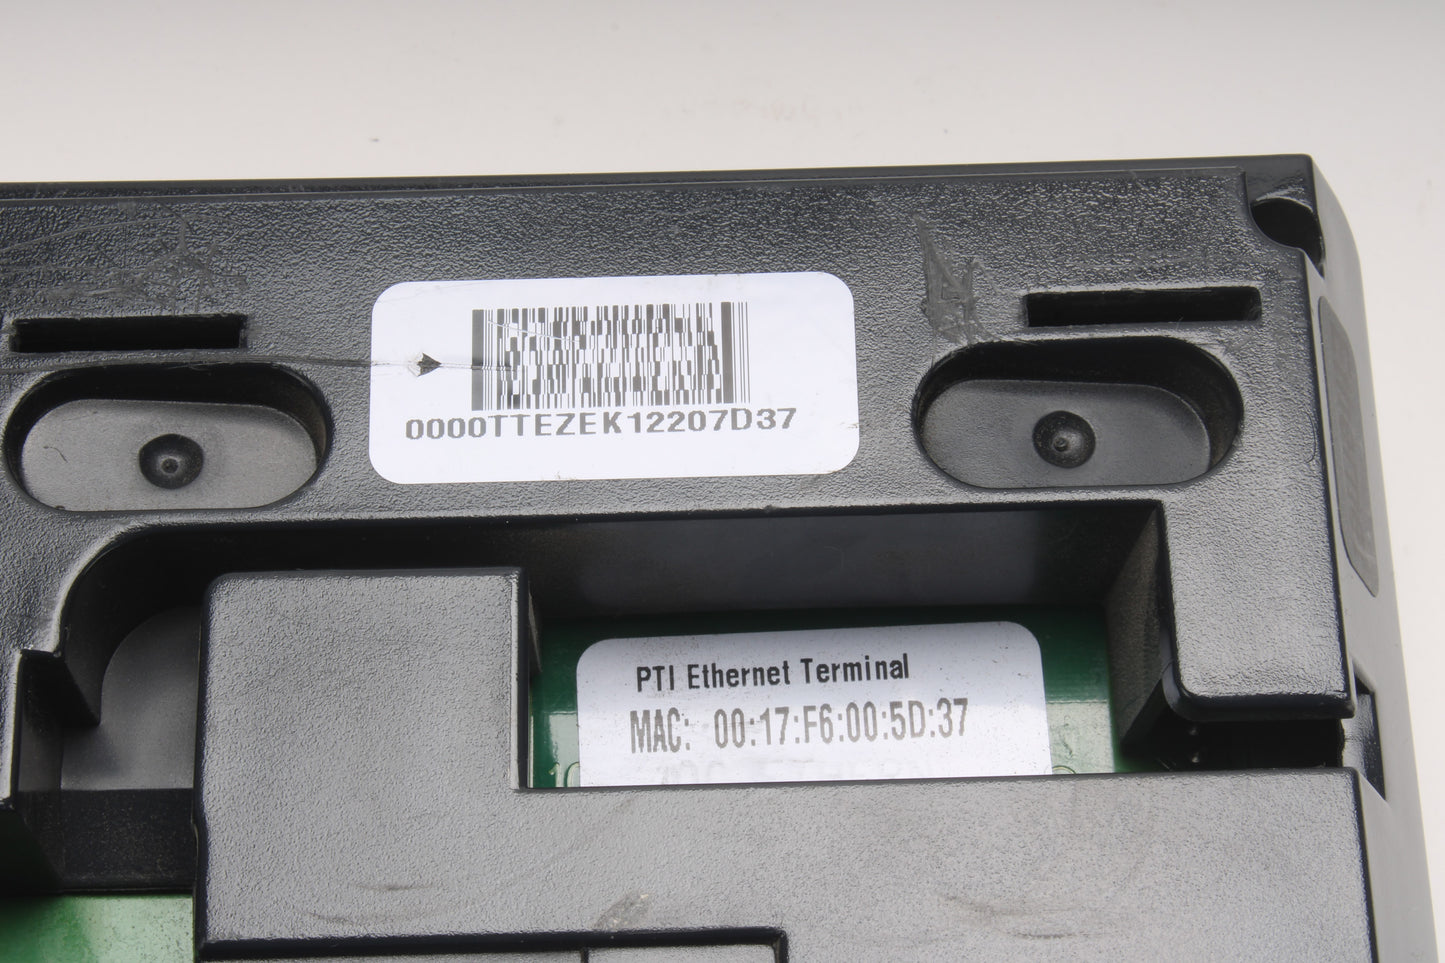 0000TTEZEK12207D37
PTI Ethernet Terminal
MAC: 00:17:F6:00:5D:37